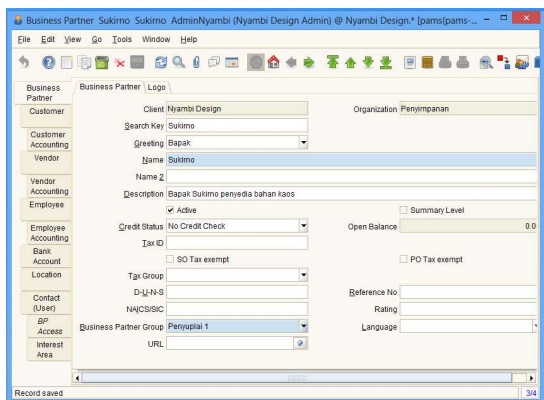 Business Partner Sukirno Sukirno AdminNyambi (Nyambi Design Admin) @ Nyambi Design.* [pams{pams-...
File Edit View Go Tools Window Help
Business Partner
Customer
Customer Accounting
Vendor
Vendor Accounting
Employee
Employee Accounting
Bank Account
Location
Contact (User)
BP Access
Interest Area
Business Partner Logo
Client Nyambi Design Organization Penyimpanan
Search Key Sukirno
Greeting Bapak
Name Sukirno
Name 2
Description Bapak Sukirno penyedia bahan kaos
Active Summary Level
Credit Status No Credit Check Open Balance 0.0
Tax ID
SO Tax exempt PO Tax exempt
Tax Group
D-U-N-S Reference No
NAICS/SIC Rating
Business Partner Group Penyuplai 1 Language
URL
Record saved 3/4